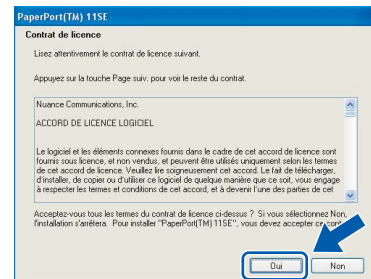 PaperPort(TM) 11SE
Contrat de licence
Lisez attentivement le contrat de licence suivant.
Appuyez sur la touche Page suiv. pour voir le reste du contrat.
Nuance Communications, Inc.
ACCORD DE LICENCE LOGICIEL
Le logiciel et les éléments connexes fournis dans le cadre de cet accord de licence sont
fournis sous licence, et non vendus, et peuvent être utilisés uniquement selon les termes
de cet accord de licence. Veuillez lire soigneusement cet accord. Le fait de télécharger,
d'installer, de copier ou d'utiliser ce logiciel de quelque manière que ce soit, vous engage
à respecter les termes et conditions de cet accord, et à devenir l'une des parties de cet
Acceptez-vous tous les termes du contrat de licence ci-dessus ? Si vous sélectionnez Non,
l'installation s'arrêtera. Pour installer "PaperPort(TM) 11SE", vous devez accepter ce
Oui
Non